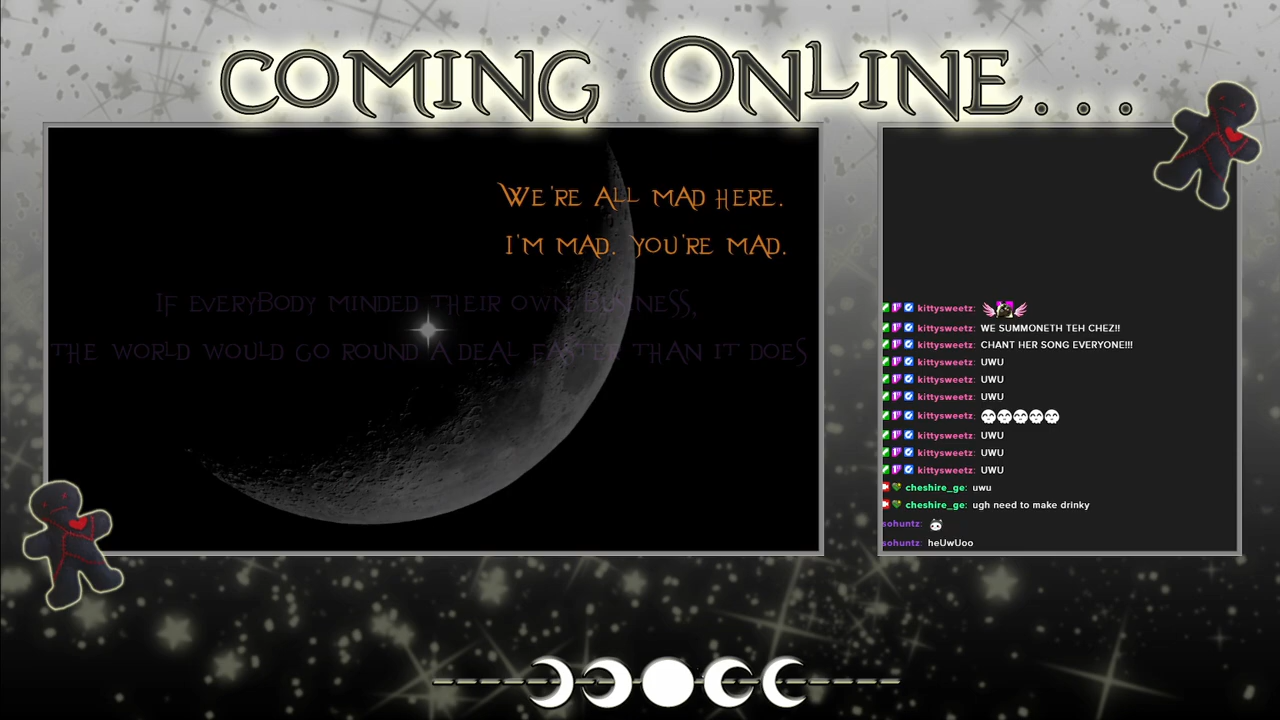 COMING ONLINE...
WE'RE ALL MAD HERE.
I'M MAD. YOU'RE MAD.
IF EVERYBODY MINDED THEIR OWN BUSINESS,
THE WORLD WOULD GO ROUND A DEAL FASTER THAN IT DOES
kittysweetz:
kittysweetz: WE SUMMONETH TEH CHEZ!!
kittysweetz: CHANT HER SONG EVERYONE!!!
kittysweetz: UWU
kittysweetz: UWU
kittysweetz: UWU
kittysweetz:
kittysweetz: UWU
kittysweetz: UWU
kittysweetz: UWU
cheshire_ge: uwu
cheshire_ge: ugh need to make drinky
sohuntz:
sohuntz: heUwUoo